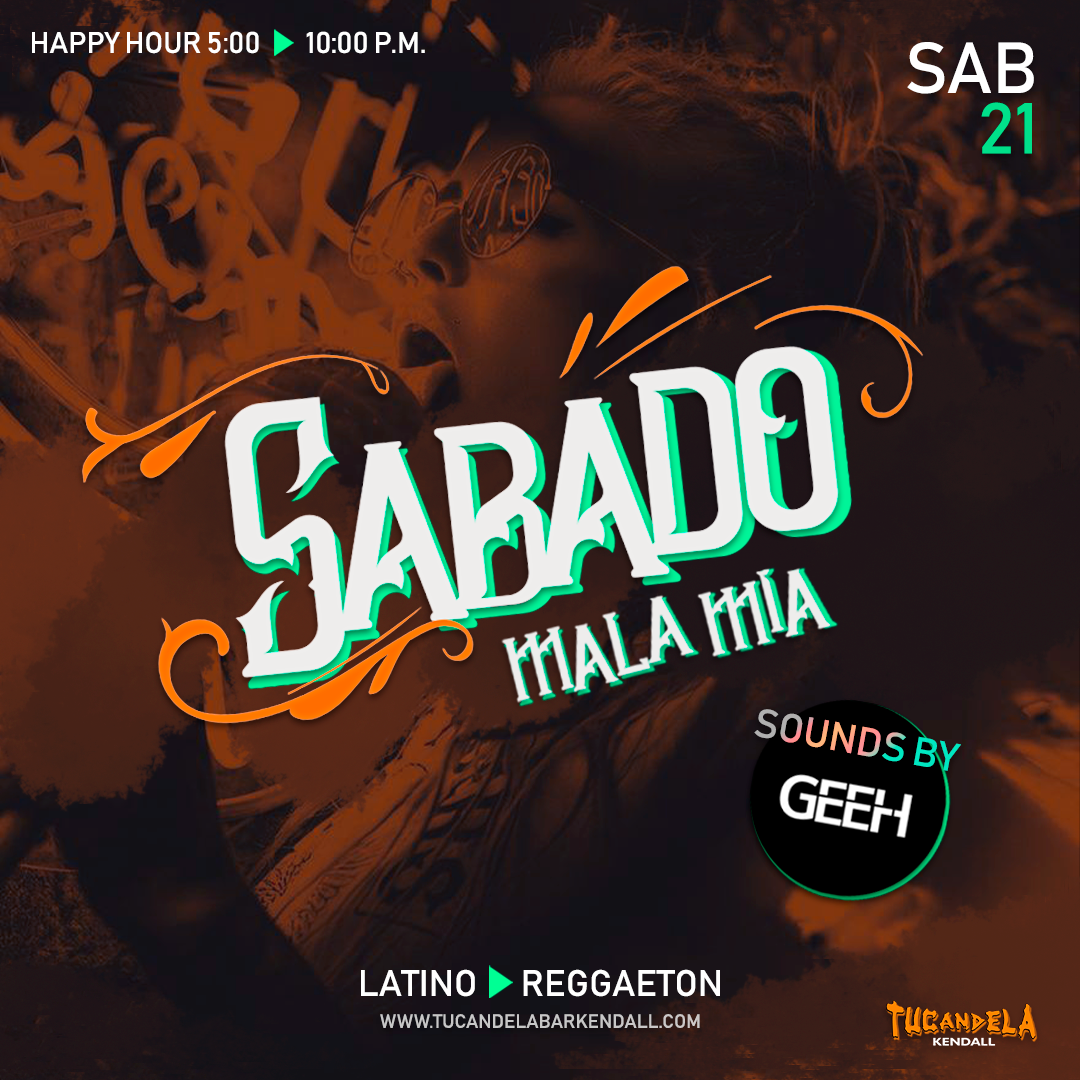 HAPPY HOUR 5:00 ▶ 10:00 P.M.
SAB
21
SABADO
MALA MÍA
SOUNDS BY
GEEH
LATINO ▶ REGGAETON
WWW.TUCANDELABARKENDALL.COM
TUCANDELA
KENDALL